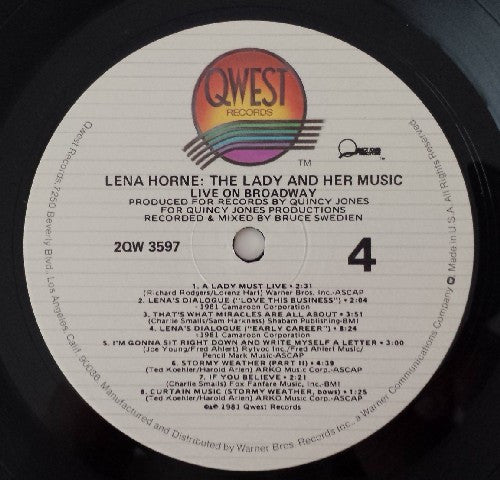 QWEST
RECORDS
TM
LENA HORNE: THE LADY AND HER MUSIC
LIVE ON BROADWAY
PRODUCED FOR RECORDS BY QUINCY JONES
FOR QUINCY JONES PRODUCTIONS
RECORDED & MIXED BY BRUCE SWEDIEN
2QW 3597
4
1. A LADY MUST LIVE • 2:31
(Richard Rodgers/Lorenz Hart) Warner Bros. Inc.-ASCAP
2. LENA'S DIALOGUE ("LOVE THIS BUSINESS") • 2:04
-1981 Camaroon Corporation
3. THAT'S WHAT MIRACLES ARE ALL ABOUT • 3:51
(Charlie Smalls/Sam Harkness) Shabam Publishing-BMI
4. LENA'S DIALOGUE ("EARLY CAREER") • 8:24
-1981 Camaroon Corporation
5. I'M GONNA SIT RIGHT DOWN AND WRITE MYSELF A LETTER • 3:00
(Joe Young/Fred Ahlert) Rytvoc Inc./Fred Ahlert Music/
Pencil Mark Music-ASCAP
6. STORMY WEATHER (PART II) • 4:39
(Ted Koehler/Harold Arlen) ARKO Music Corp.-ASCAP
7. IF YOU BELIEVE • 2:21
(Charlie Smalls) Fox Fanfare Music, Inc.-BMI
8. CURTAIN MUSIC (STORMY WEATHER, bows) • 1:25
(Ted Koehler/Harold Arlen) ARKO Music Corp.-ASCAP
©℗ 1981 Qwest Records
Qwest Records 7250 Beverly Blvd. Los Angeles Calif. 90036. Manufactured and Distributed by Warner Bros. Records Inc., a Warner Communications Company. Made in U.S.A. All Rights Reserved.